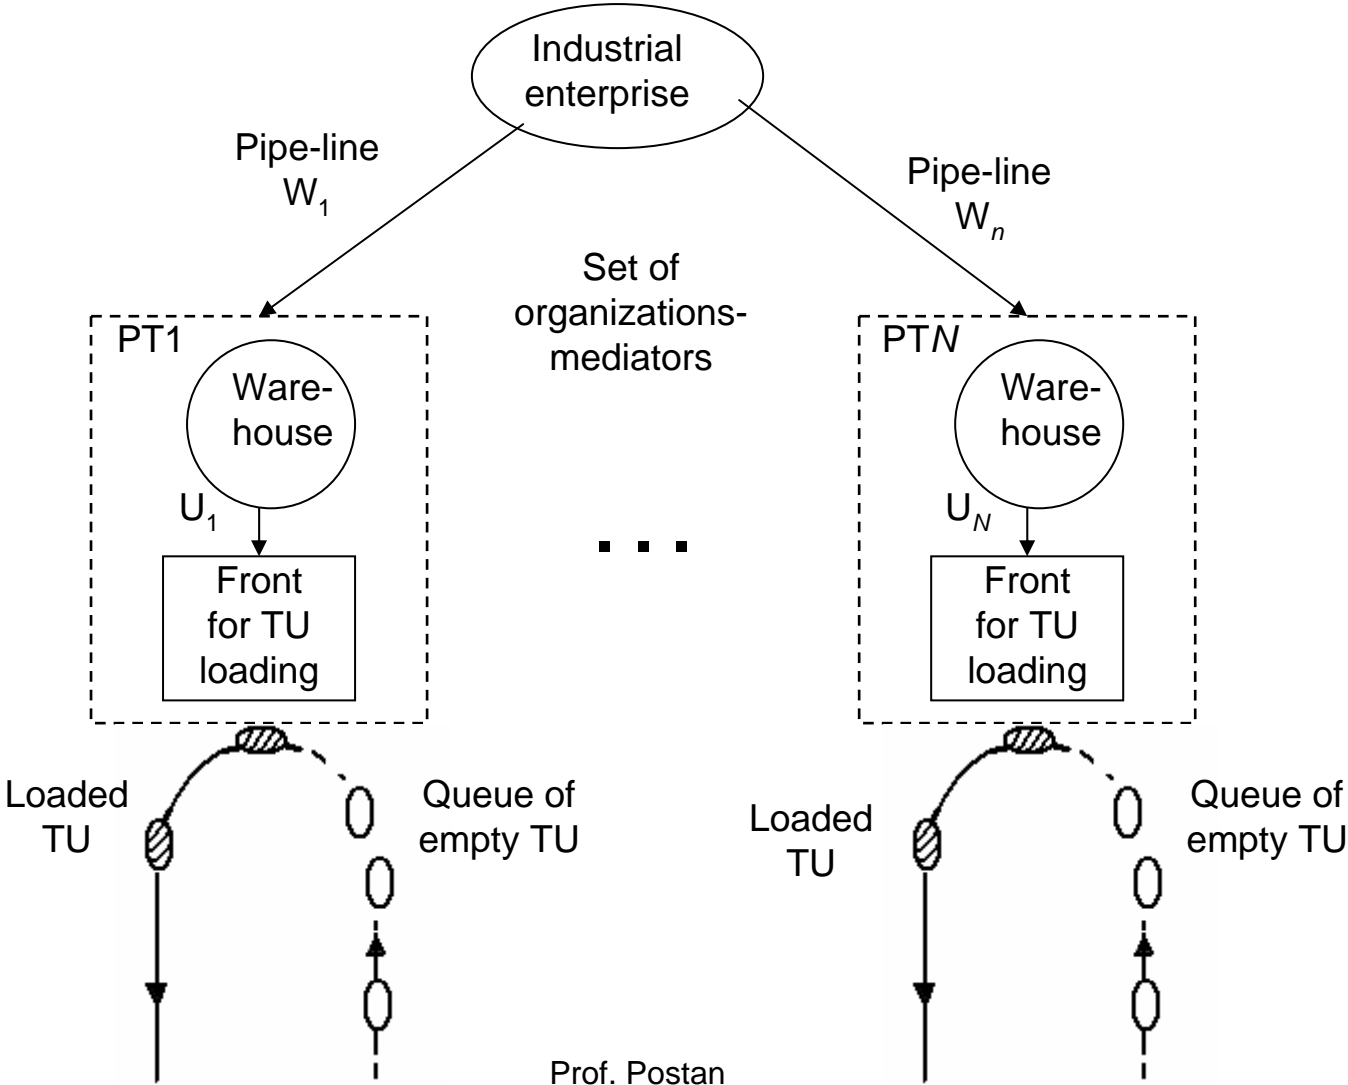 Industrial
enterprise
Pipe-line
W1
Pipe-line
Wn
Set of
organizations-
mediators
PT1
Ware-
house
U1
Front
for TU
loading
PTN
Ware-
house
UN
Front
for TU
loading
. . .
Loaded
TU
Queue of
empty TU
Loaded
TU
Queue of
empty TU
Prof. Postan